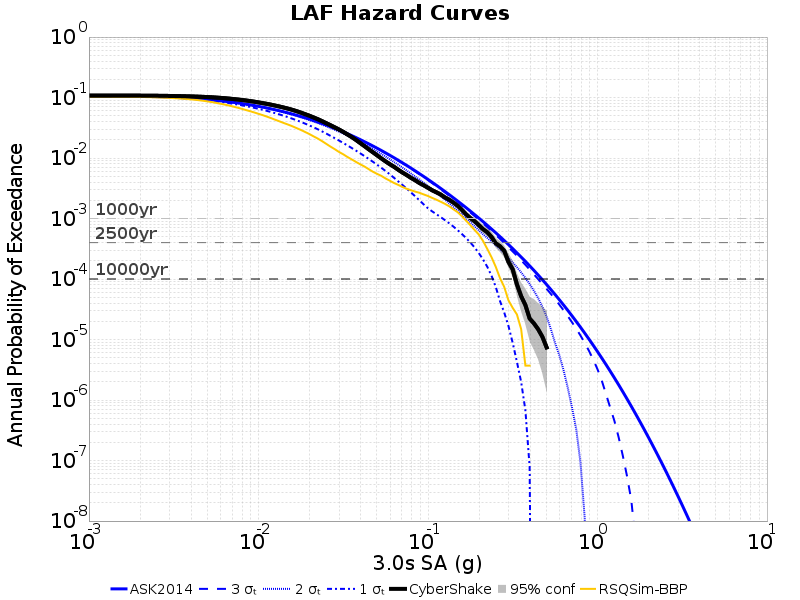 LAF Hazard Curves
10⁰
10⁻¹
10⁻²
10⁻³
10⁻⁴
10⁻⁵
10⁻⁶
10⁻⁷
10⁻⁸
Annual Probability of Exceedance
1000yr
2500yr
10000yr
10⁻³ 10⁻² 10⁻¹ 10⁰ 10¹
3.0s SA (g)
ASK2014 3 σₜ 2 σₜ 1 σₜ CyberShake 95% conf RSQSim-BBP